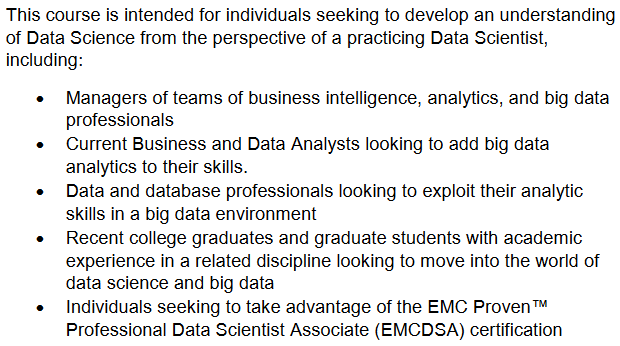 This course is intended for individuals seeking to develop an understanding
of Data Science from the perspective of a practicing Data Scientist,
including:
• Managers of teams of business intelligence, analytics, and big data
professionals
• Current Business and Data Analysts looking to add big data
analytics to their skills.
• Data and database professionals looking to exploit their analytic
skills in a big data environment
• Recent college graduates and graduate students with academic
experience in a related discipline looking to move into the world of
data science and big data
• Individuals seeking to take advantage of the EMC Proven™
Professional Data Scientist Associate (EMCDSA) certification